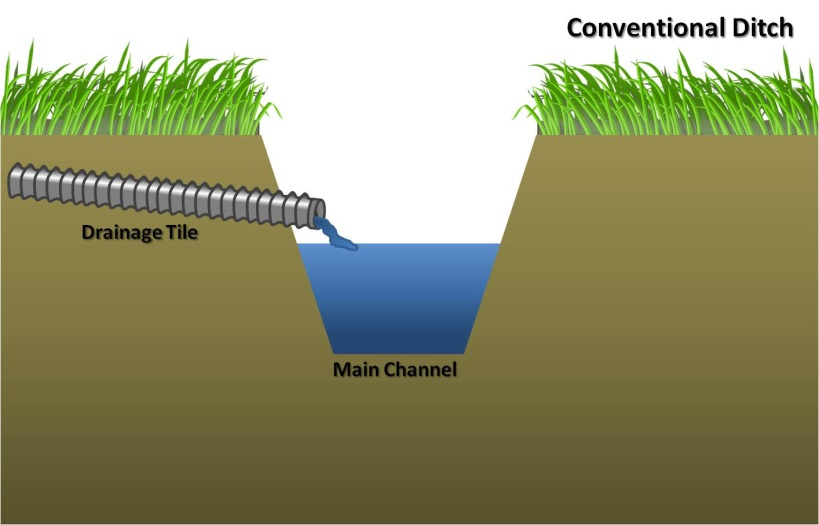 Conventional Ditch
Drainage Tile
Main Channel